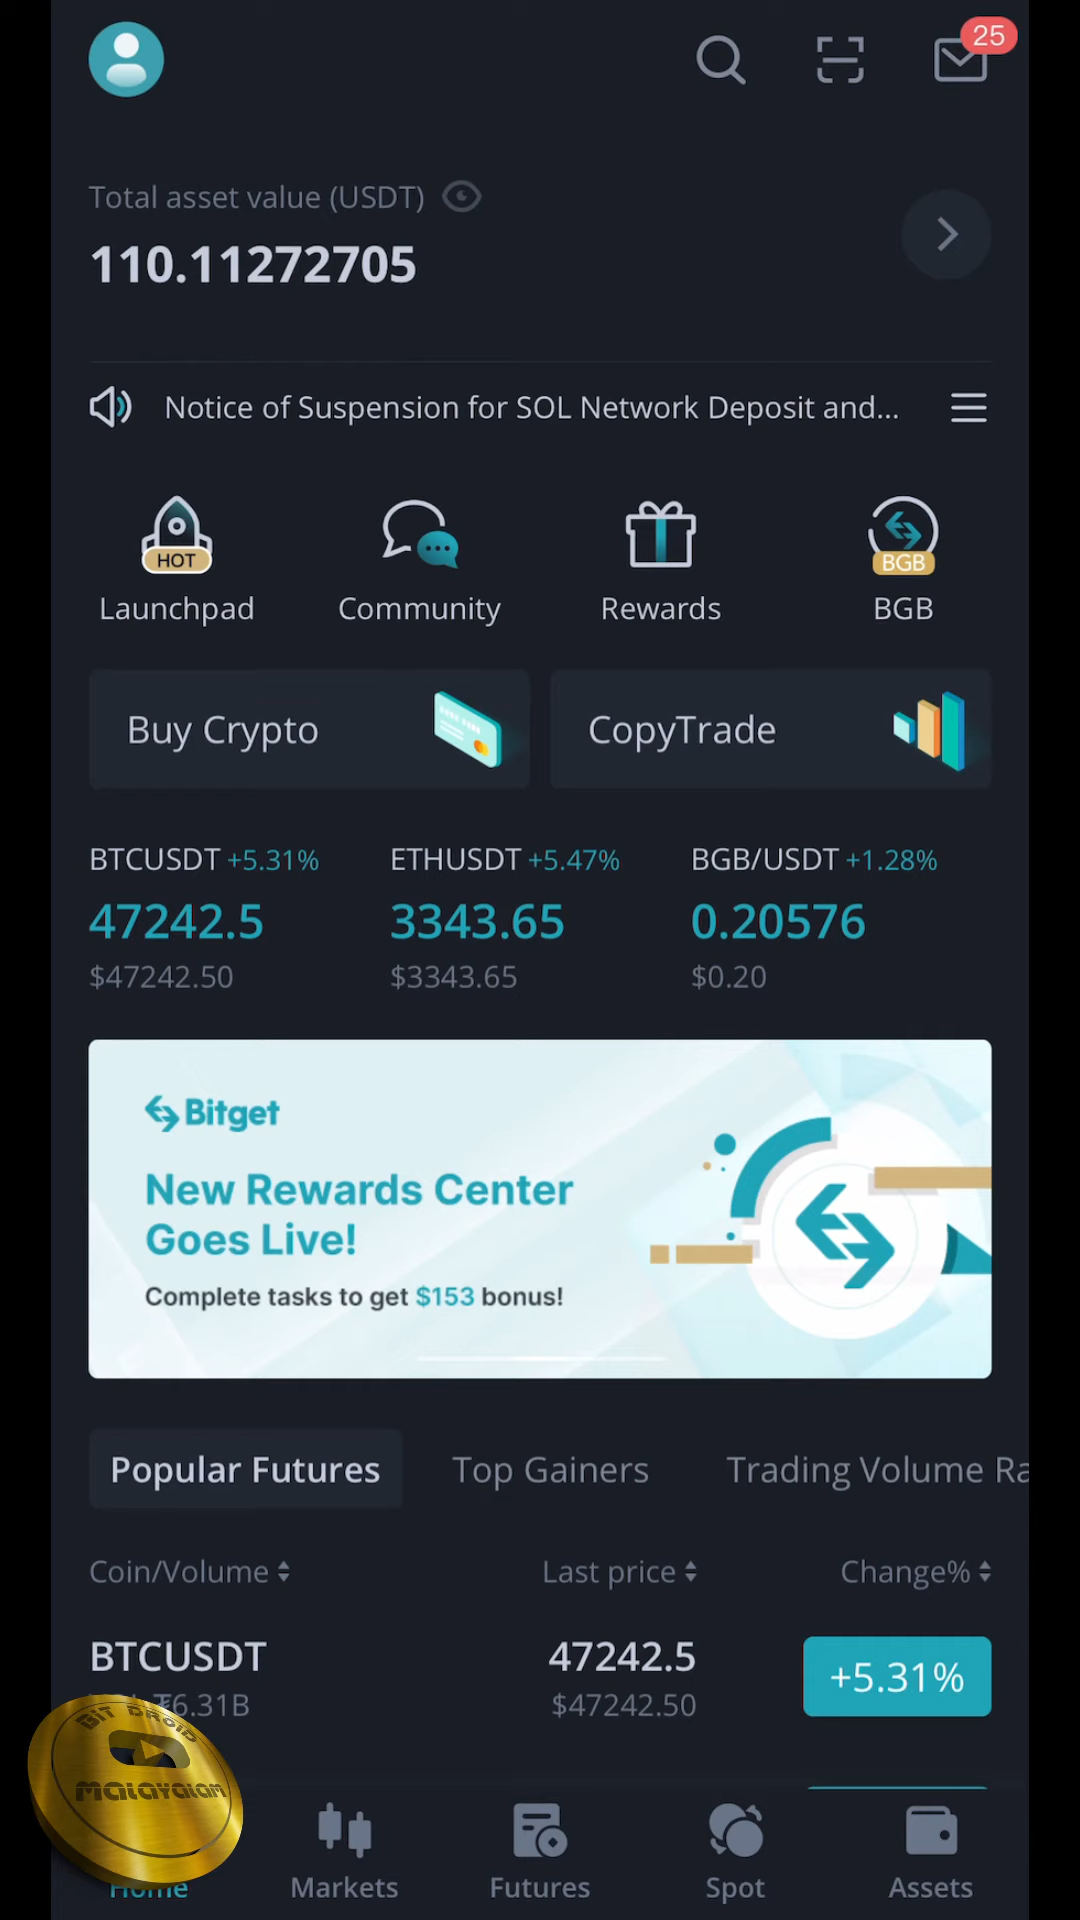 25
Total asset value (USDT)
110.11272705
Notice of Suspension for SOL Network Deposit and...
HOT
BGB
Launchpad
Community
Rewards
BGB
Buy Crypto
CopyTrade
BTCUSDT +5.31%
ETHUSDT +5.47%
BGB/USDT +1.28%
47242.5
3343.65
0.20576
$47242.50
$3343.65
$0.20
Bitget
New Rewards Center
Goes Live!
Complete tasks to get $153 bonus!
Popular Futures
Top Gainers
Trading Volume Ra
Coin/Volume
Last price
Change%
BTCUSDT
47242.5
+5.31%
₮6.31B
$47242.50
BIT DROID
MALAYALAM
Home
Markets
Futures
Spot
Assets